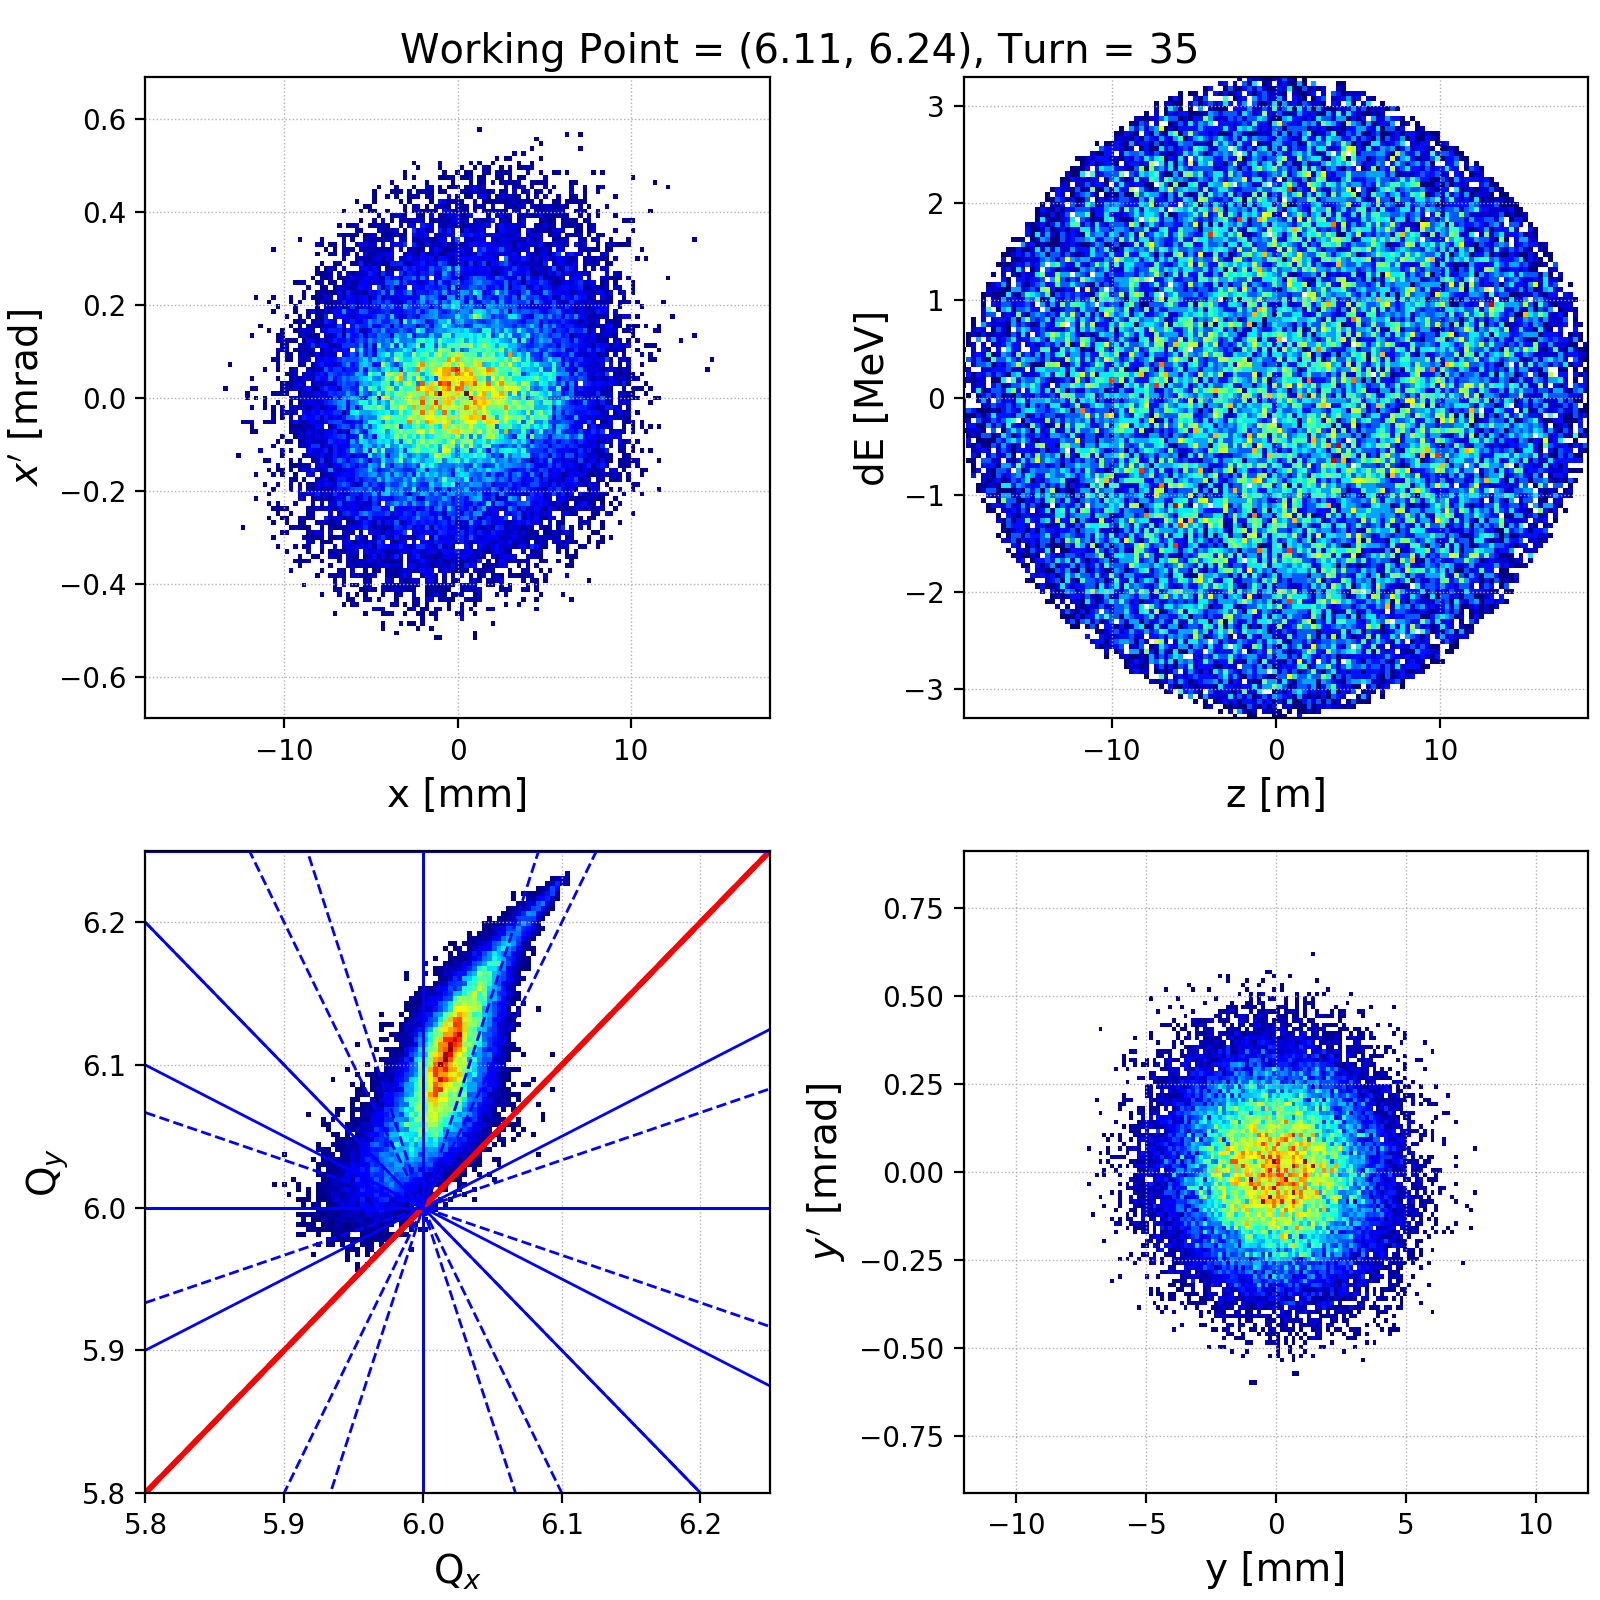 Working Point = (6.11, 6.24), Turn = 35
0.6
0.4
0.2
0.0
−0.2
−0.4
−0.6
x′ [mrad]
−10 0 10
x [mm]
3
2
1
0
−1
−2
−3
dE [MeV]
−10 0 10
z [m]
6.2
6.1
6.0
5.9
5.8
Qy
5.8 5.9 6.0 6.1 6.2
Qx
0.75
0.50
0.25
0.00
−0.25
−0.50
−0.75
y′ [mrad]
−10 −5 0 5 10
y [mm]